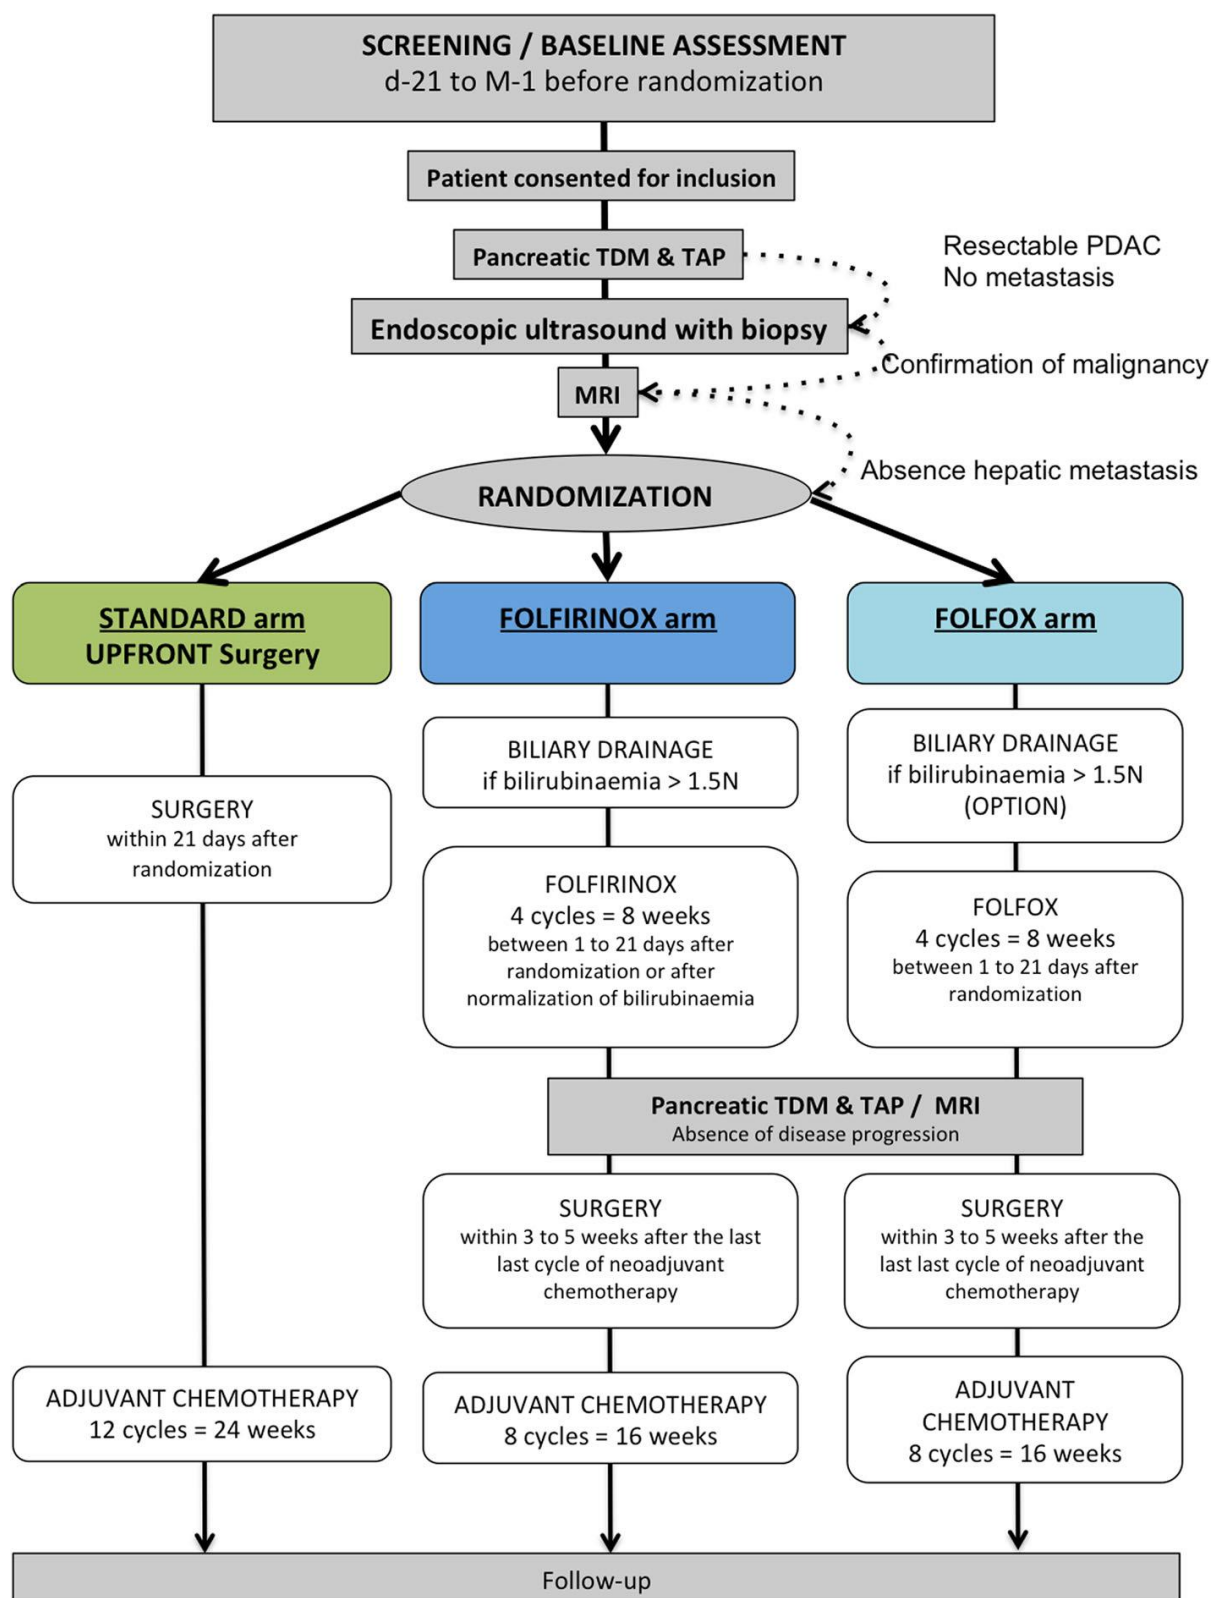 SCREENING / BASELINE ASSESSMENT
d-21 to M-1 before randomization
Patient consented for inclusion
Pancreatic TDM & TAP
Resectable PDAC
No metastasis
Endoscopic ultrasound with biopsy
Confirmation of malignancy
MRI
Absence hepatic metastasis
RANDOMIZATION
STANDARD arm
UPFRONT Surgery
SURGERY
within 21 days after
randomization
ADJUVANT CHEMOTHERAPY
12 cycles = 24 weeks
FOLFIRINOX arm
BILIARY DRAINAGE
if bilirubinaemia > 1.5N
FOLFIRINOX
4 cycles = 8 weeks
between 1 to 21 days after
randomization or after
normalization of bilirubinaemia
FOLFOX arm
BILIARY DRAINAGE
if bilirubinaemia > 1.5N
(OPTION)
FOLFOX
4 cycles = 8 weeks
between 1 to 21 days after
randomization
Pancreatic TDM & TAP / MRI
Absence of disease progression
SURGERY
within 3 to 5 weeks after the last
last cycle of neoadjuvant
chemotherapy
ADJUVANT CHEMOTHERAPY
8 cycles = 16 weeks
SURGERY
within 3 to 5 weeks after the
last last cycle of neoadjuvant
chemotherapy
ADJUVANT
CHEMOTHERAPY
8 cycles = 16 weeks
Follow-up